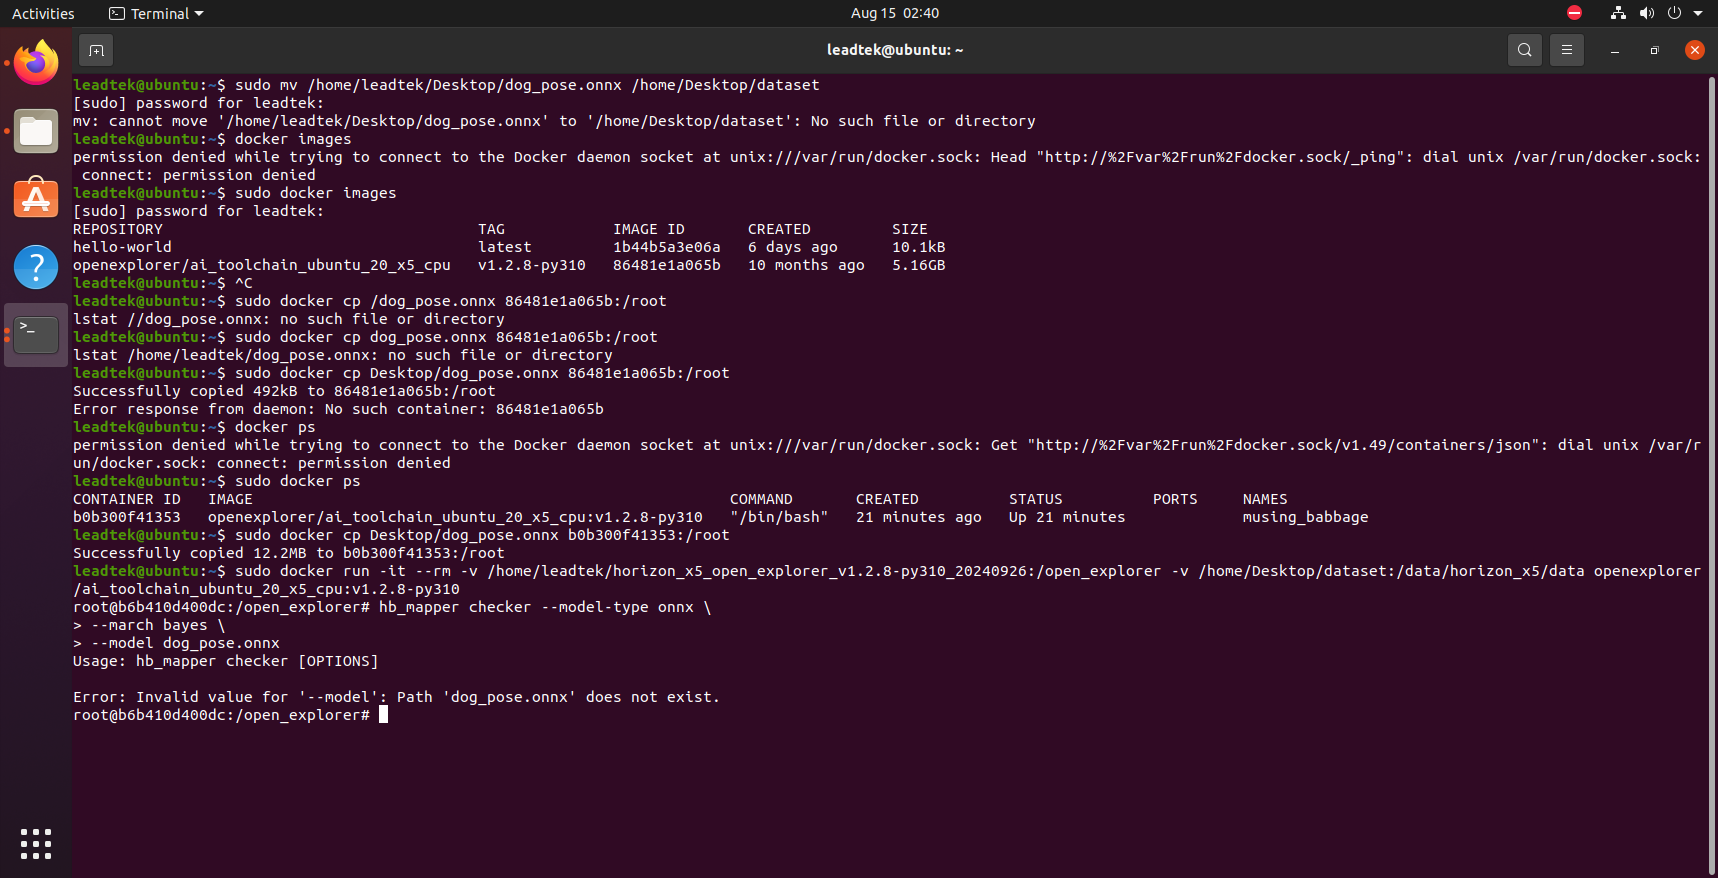 Activities
Terminal
Aug 15 02:40
leadtek@ubuntu: ~
leadtek@ubuntu:~$ sudo mv /home/leadtek/Desktop/dog_pose.onnx /home/Desktop/dataset
[sudo] password for leadtek:
mv: cannot move '/home/leadtek/Desktop/dog_pose.onnx' to '/home/Desktop/dataset': No such file or directory
leadtek@ubuntu:~$ docker images
permission denied while trying to connect to the Docker daemon socket at unix:///var/run/docker.sock: Head "http://%2Fvar%2Frun%2Fdocker.sock/_ping": dial unix /var/run/docker.sock:
 connect: permission denied
leadtek@ubuntu:~$ sudo docker images
[sudo] password for leadtek:
REPOSITORY                                   TAG            IMAGE ID       CREATED         SIZE
hello-world                                  latest         1b44b5a3e06a   6 days ago      10.1kB
openexplorer/ai_toolchain_ubuntu_20_x5_cpu   v1.2.8-py310   86481e1a065b   10 months ago   5.16GB
leadtek@ubuntu:~$ ^C
leadtek@ubuntu:~$ sudo docker cp /dog_pose.onnx 86481e1a065b:/root
lstat //dog_pose.onnx: no such file or directory
leadtek@ubuntu:~$ sudo docker cp dog_pose.onnx 86481e1a065b:/root
lstat /home/leadtek/dog_pose.onnx: no such file or directory
leadtek@ubuntu:~$ sudo docker cp Desktop/dog_pose.onnx 86481e1a065b:/root
Successfully copied 492kB to 86481e1a065b:/root
Error response from daemon: No such container: 86481e1a065b
leadtek@ubuntu:~$ docker ps
permission denied while trying to connect to the Docker daemon socket at unix:///var/run/docker.sock: Get "http://%2Fvar%2Frun%2Fdocker.sock/v1.49/containers/json": dial unix /var/r
un/docker.sock: connect: permission denied
leadtek@ubuntu:~$ sudo docker ps
CONTAINER ID   IMAGE                                                     COMMAND       CREATED          STATUS          PORTS     NAMES
b0b300f41353   openexplorer/ai_toolchain_ubuntu_20_x5_cpu:v1.2.8-py310   "/bin/bash"   21 minutes ago   Up 21 minutes             musing_babbage
leadtek@ubuntu:~$ sudo docker cp Desktop/dog_pose.onnx b0b300f41353:/root
Successfully copied 12.2MB to b0b300f41353:/root
leadtek@ubuntu:~$ sudo docker run -it --rm -v /home/leadtek/horizon_x5_open_explorer_v1.2.8-py310_20240926:/open_explorer -v /home/Desktop/dataset:/data/horizon_x5/data openexplorer
/ai_toolchain_ubuntu_20_x5_cpu:v1.2.8-py310
root@b6b410d400dc:/open_explorer# hb_mapper checker --model-type onnx \
> --march bayes \
> --model dog_pose.onnx
Usage: hb_mapper checker [OPTIONS]
Error: Invalid value for '--model': Path 'dog_pose.onnx' does not exist.
root@b6b410d400dc:/open_explorer#